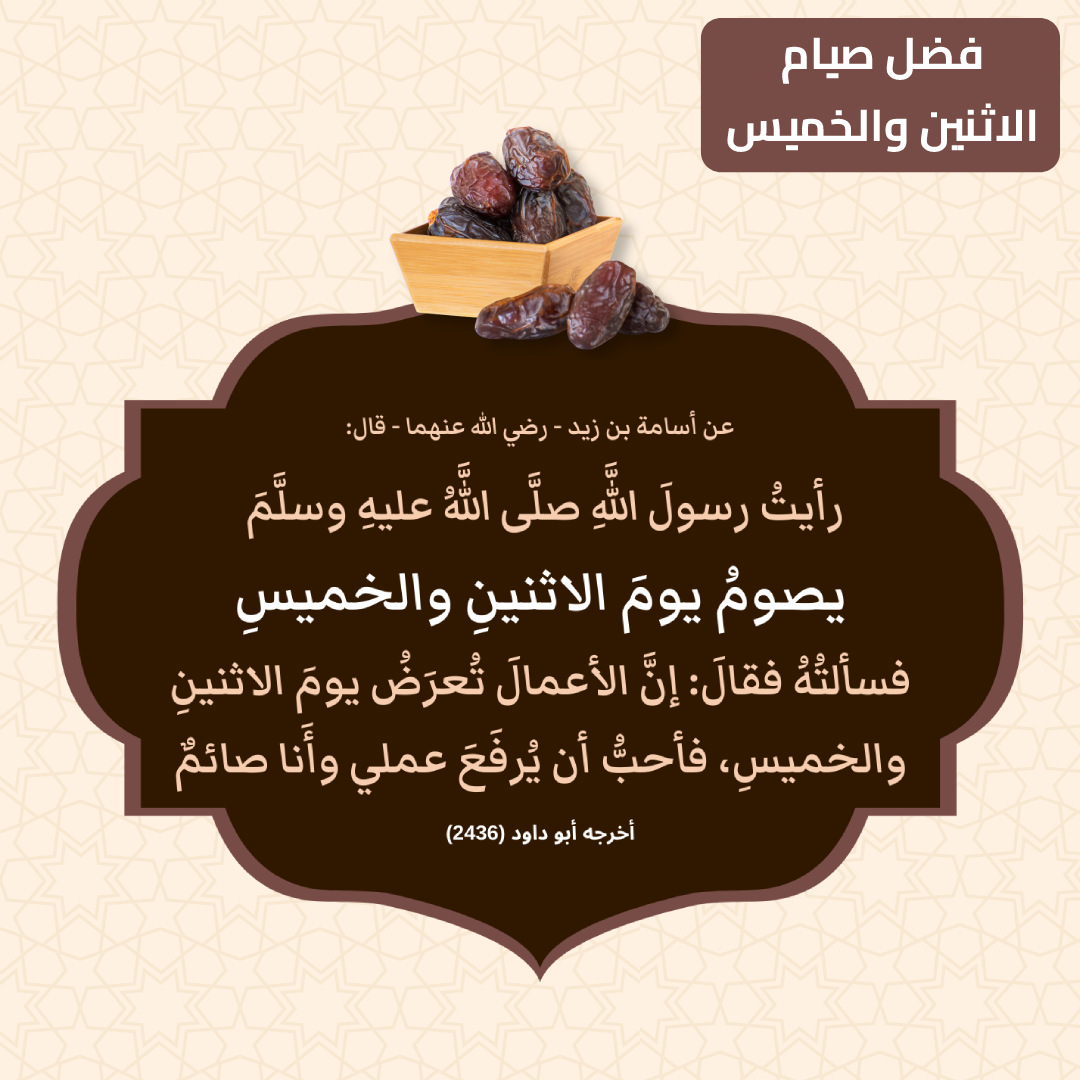 فضل صيام
الاثنين والخميس
عن أسامة بن زيد - رضي الله عنهما - قال:
رأيتُ رسولَ اللَّهِ صلَّى اللَّهُ عليهِ وسلَّمَ
يصومُ يومَ الاثنينِ والخميسِ
فسألتُهُ فقالَ: إنَّ الأعمالَ تُعرَضُ يومَ الاثنينِ
والخميسِ، فأحبُّ أن يُرفَعَ عملي وأَنا صائمٌ
أخرجه أبو داود (2436)